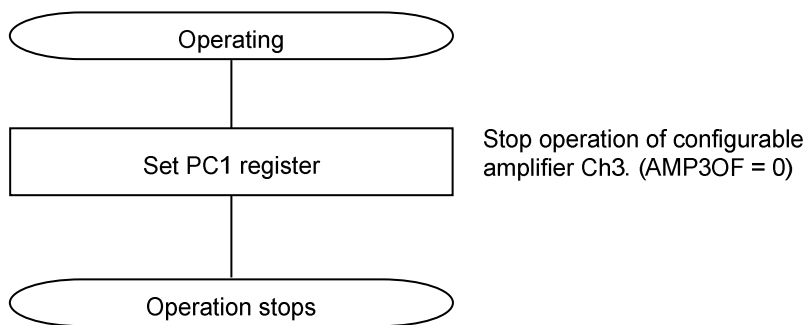 Operating
Set PC1 register
Stop operation of configurable
amplifier Ch3. (AMP3OF = 0)
Operation stops